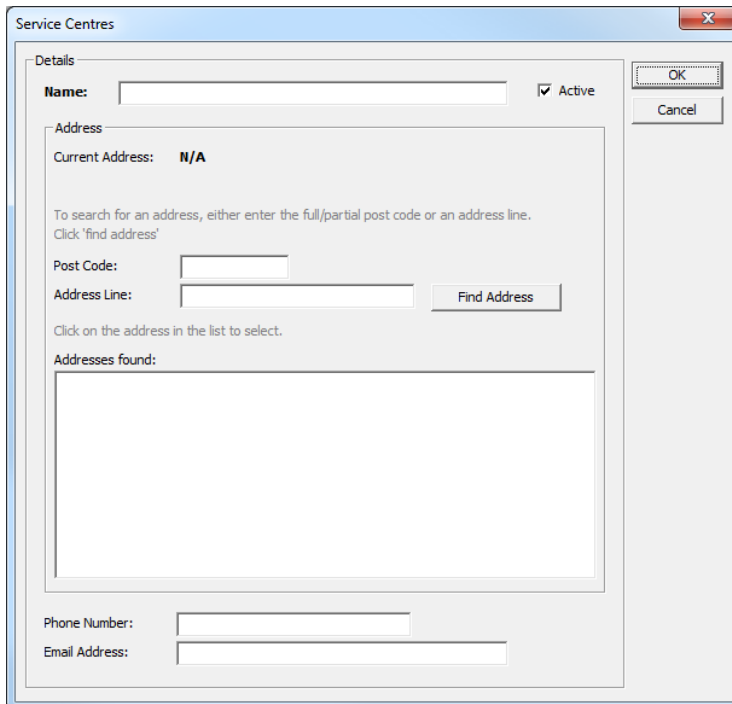 Service Centres
Details
Name:
Active
OK
Cancel
Address
Current Address: N/A
To search for an address, either enter the full/partial post code or an address line.
Click 'find address'
Post Code:
Address Line:
Find Address
Click on the address in the list to select.
Addresses found:
Phone Number:
Email Address: